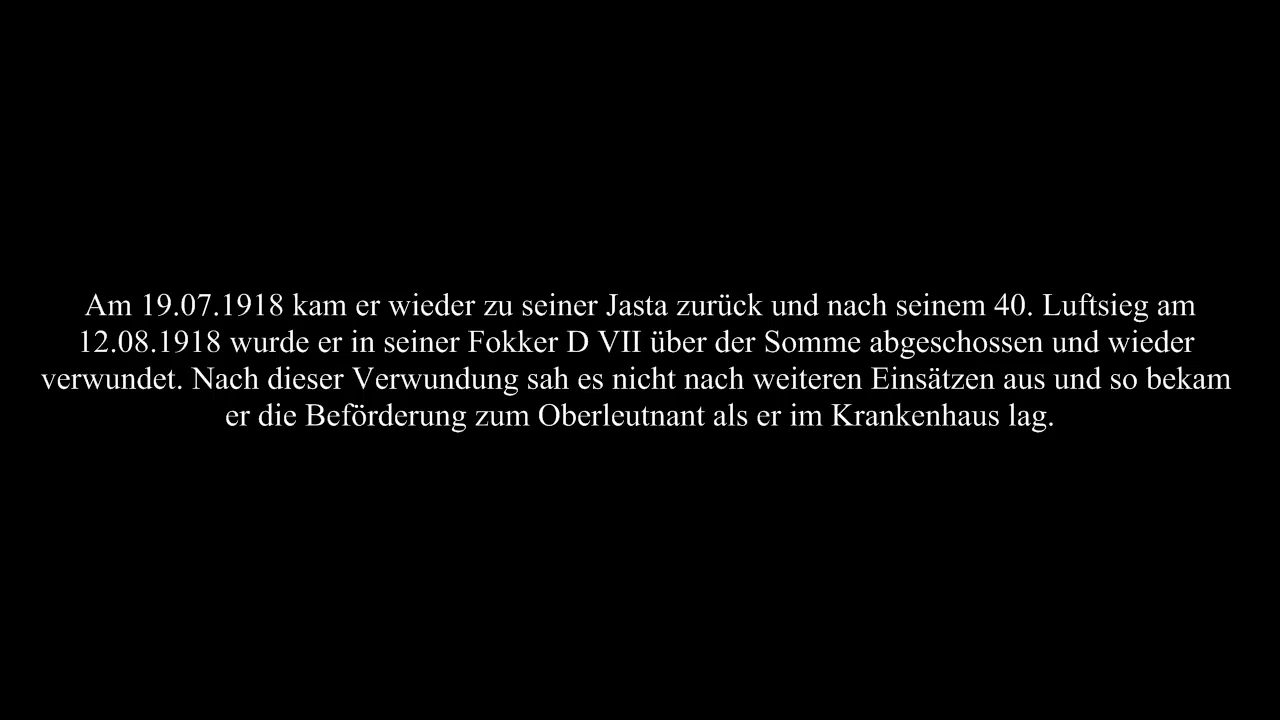 Am 19.07.1918 kam er wieder zu seiner Jasta zurück und nach seinem 40. Luftsieg am
12.08.1918 wurde er in seiner Fokker D VII über der Somme abgeschossen und wieder
verwundet. Nach dieser Verwundung sah es nicht nach weiteren Einsätzen aus und so bekam
er die Beförderung zum Oberleutnant als er im Krankenhaus lag.